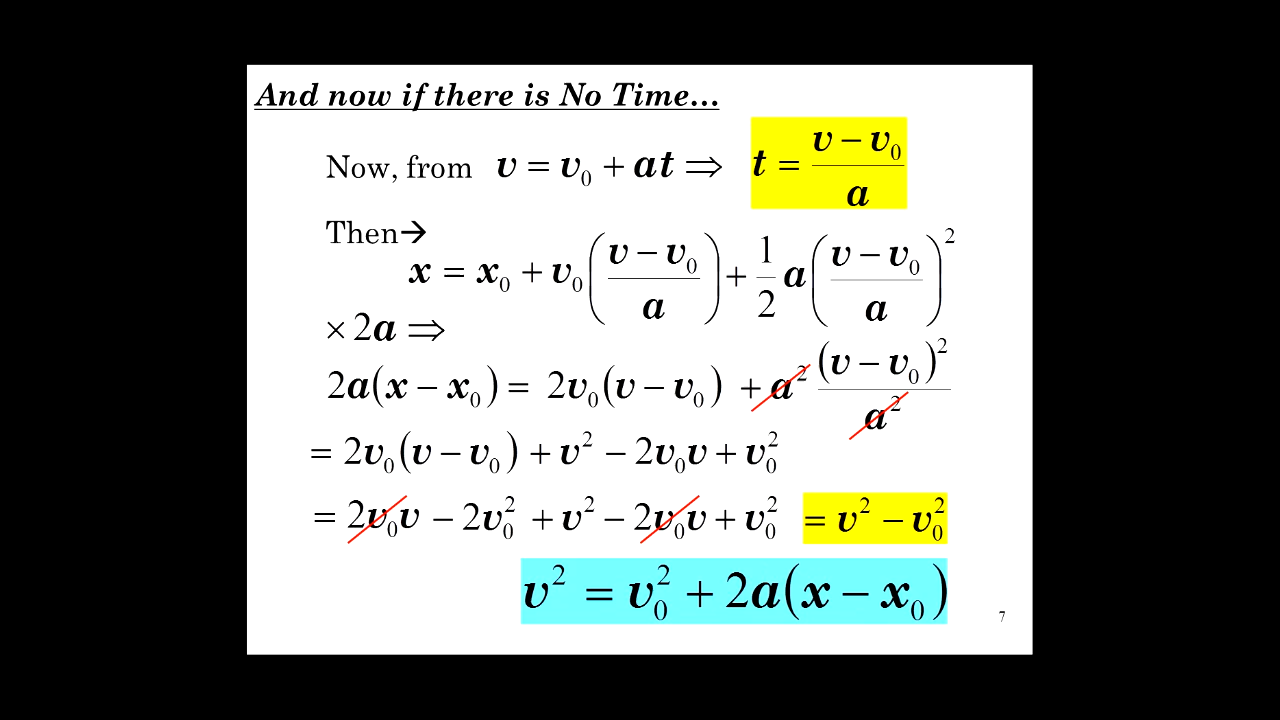 And now if there is No Time...
Now, from v = v₀ + at ⇒ t = (v − v₀)/a
Then→
x = x₀ + v₀((v − v₀)/a) + 1/2 a((v − v₀)/a)²
× 2a ⇒
2a(x − x₀) = 2v₀(v − v₀) + a² (v − v₀)²/a²
= 2v₀(v − v₀) + v² − 2v₀v + v₀²
= 2v₀v − 2v₀² + v² − 2v₀v + v₀² = v² − v₀²
v² = v₀² + 2a(x − x₀)
7